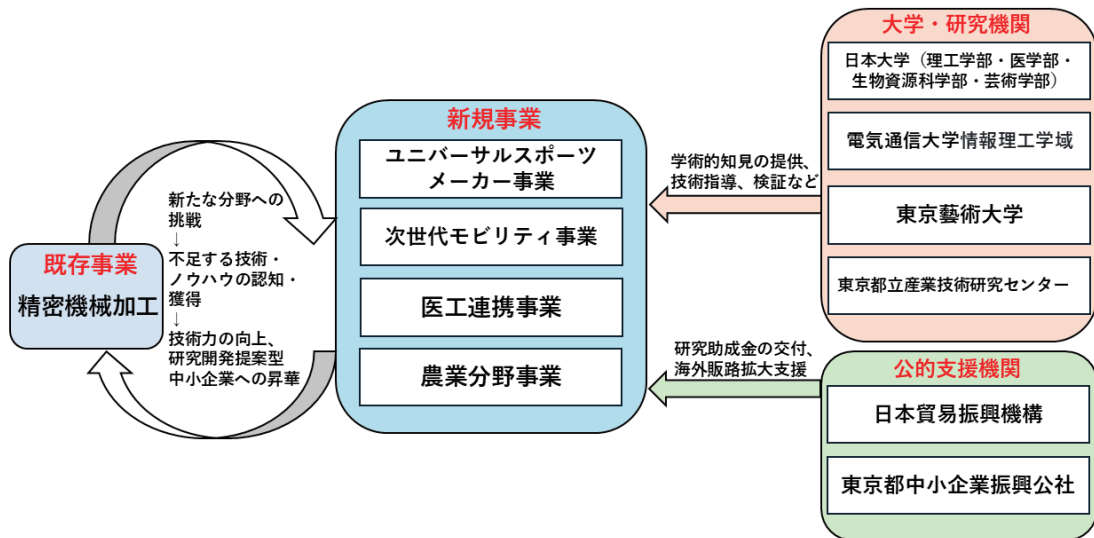 既存事業
精密機械加工
新たな分野への
挑戦
↓
不足する技術・
ノウハウの認知・
獲得
↓
技術力の向上、
研究開発提案型
中小企業への昇華
新規事業
ユニバーサルスポーツ
メーカー事業
次世代モビリティ事業
医工連携事業
農業分野事業
学術的知見の提供、
技術指導、検証など
研究助成金の交付、
海外販路拡大支援
大学・研究機関
日本大学（理工学部・医学部・
生物資源科学部・芸術学部）
電気通信大学情報理工学域
東京藝術大学
東京都立産業技術研究センター
公的支援機関
日本貿易振興機構
東京都中小企業振興公社